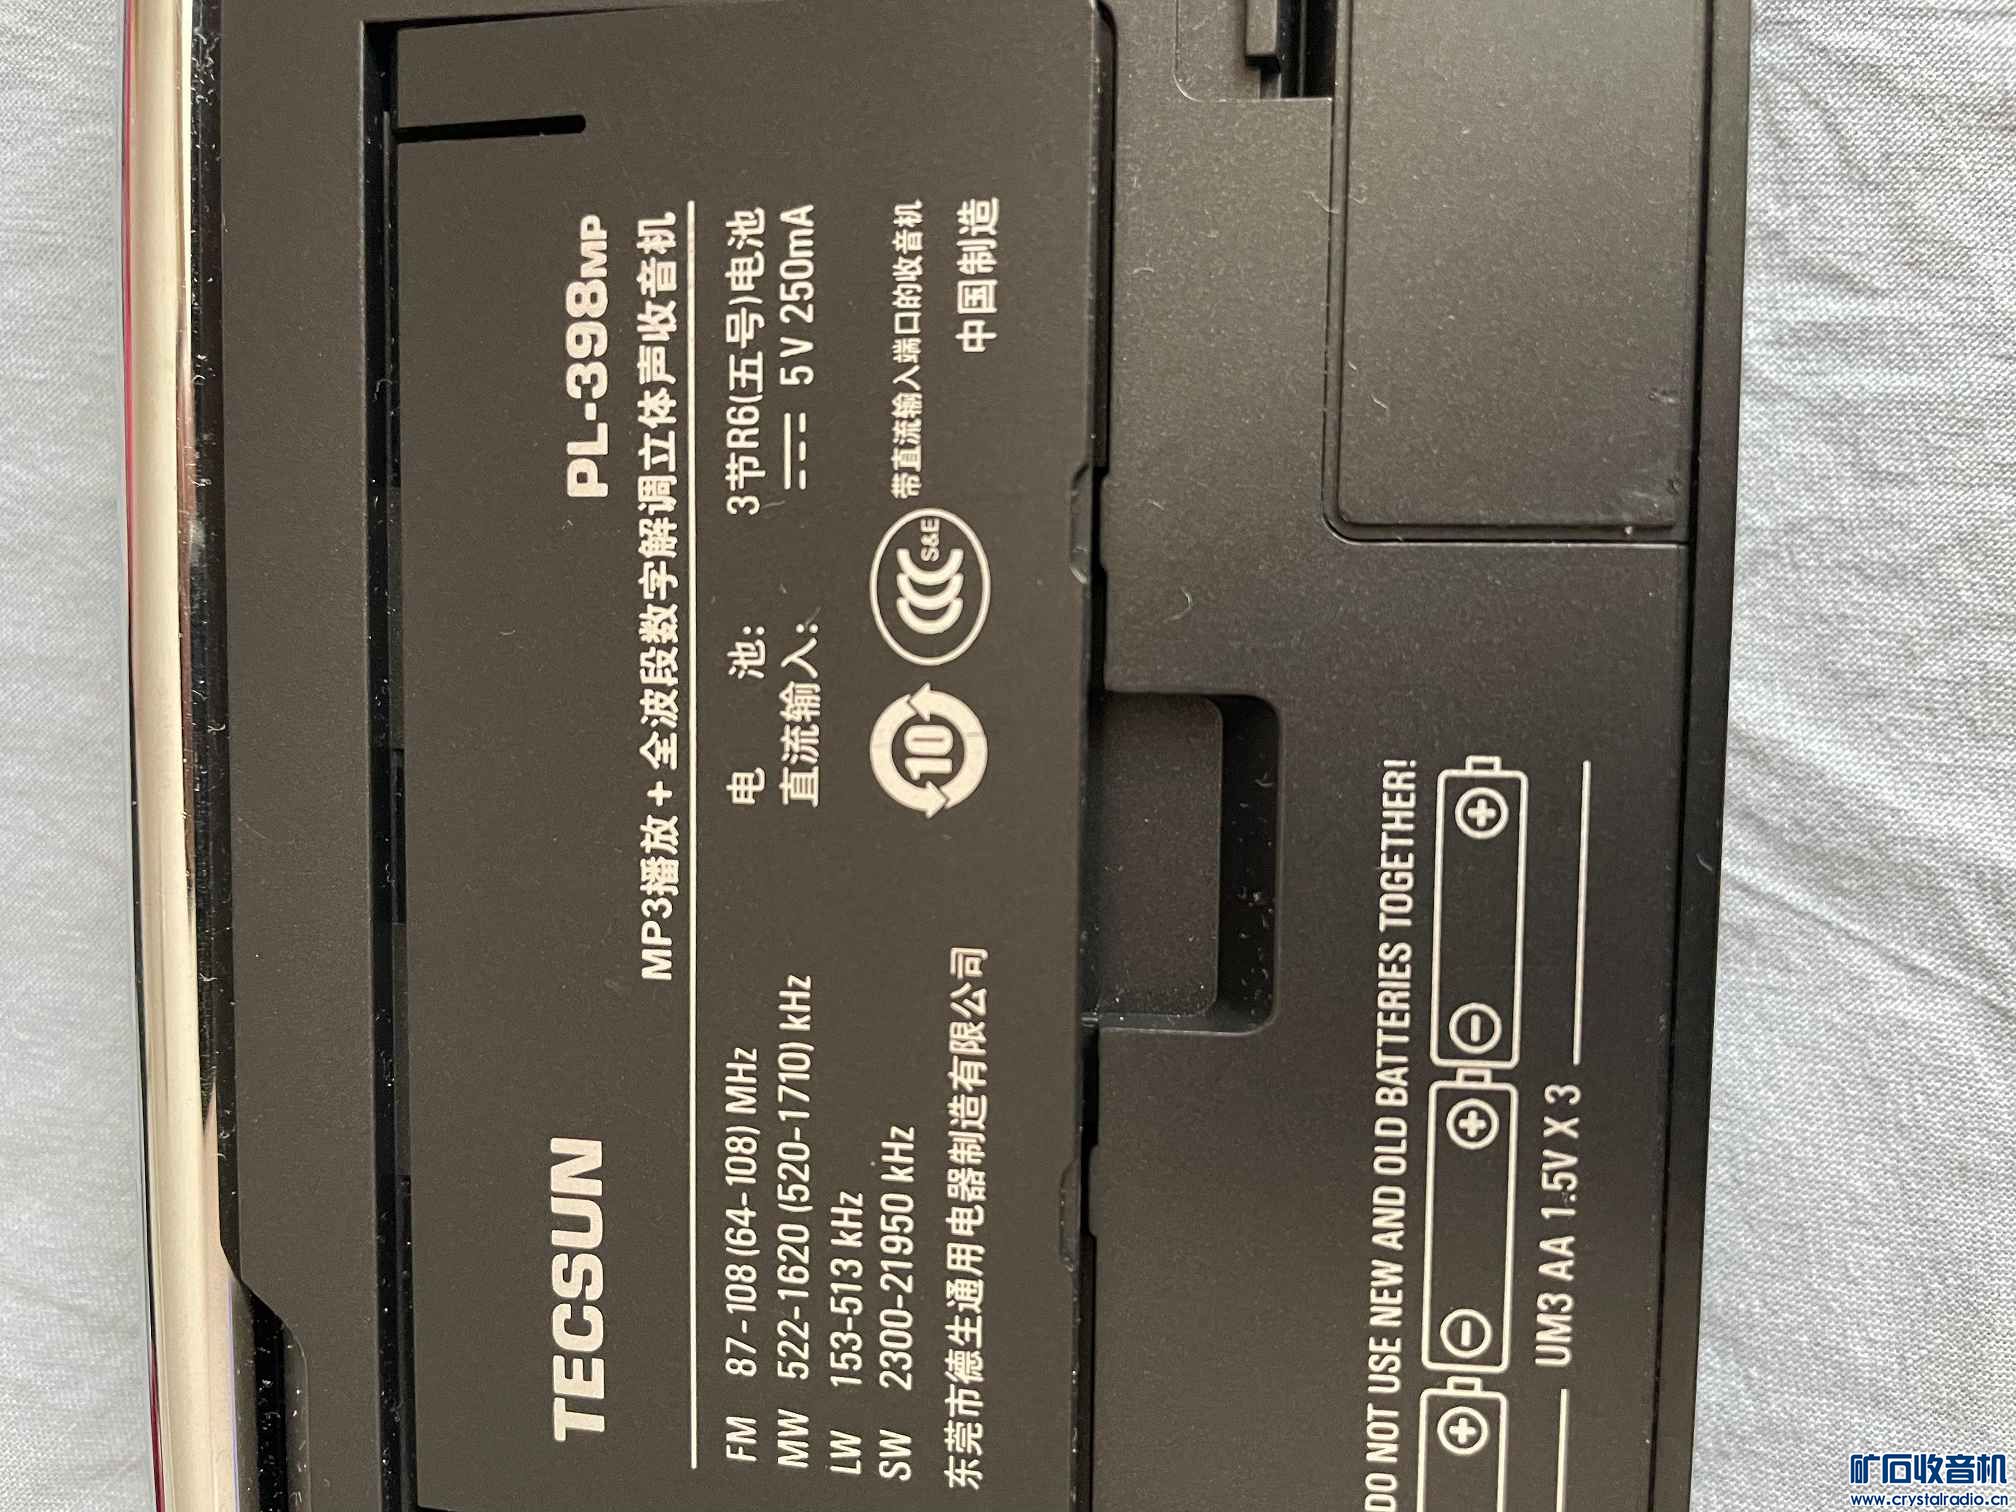 TECSUN PL-398MP
MP3播放+全波段数字解调立体声收音机
FM 87-108 (64-108) MHz 电 池: 3节R6(五号)电池
MW 522-1620 (520-1710) kHz 直流输入: 5 V 250mA
LW 153-513 kHz
SW 2300-21950 kHz
10 CCC S&E 带直流输入端口的收音机
东莞市德生通用电器制造有限公司 中国制造
DO NOT USE NEW AND OLD BATTERIES TOGETHER!
UM3 AA 1.5V X 3
矿石收音机
www.crystalradio.cn